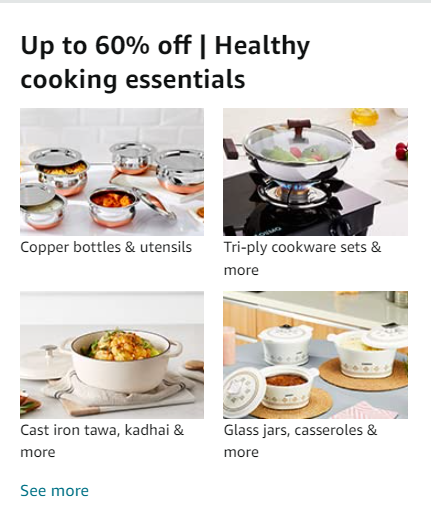 Up to 60% off | Healthy
cooking essentials
Copper bottles & utensils
Tri-ply cookware sets &
more
Cast iron tawa, kadhai &
more
Glass jars, casseroles &
more
See more